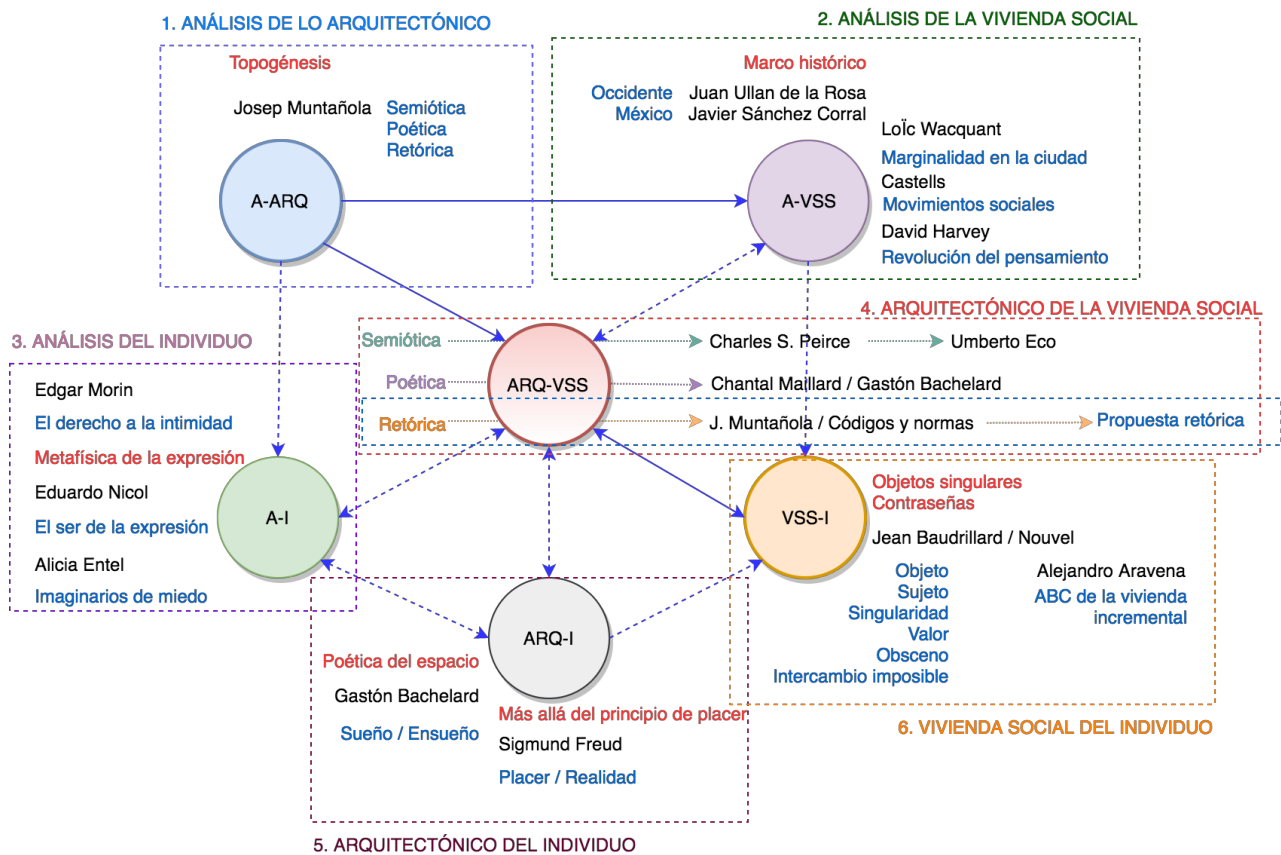 1. ANÁLISIS DE LO ARQUITECTÓNICO
Topogénesis
Josep Muntañola
Semiótica
Poética
Retórica
A-ARQ
2. ANÁLISIS DE LA VIVIENDA SOCIAL
Marco histórico
Occidente
Juan Ullan de la Rosa
México
Javier Sánchez Corral
LoÏc Wacquant
Marginalidad en la ciudad
Castells
Movimientos sociales
David Harvey
Revolución del pensamiento
A-VSS
3. ANÁLISIS DEL INDIVIDUO
Edgar Morin
El derecho a la intimidad
Metafísica de la expresión
Eduardo Nicol
El ser de la expresión
Alicia Entel
Imaginarios de miedo
A-I
4. ARQUITECTÓNICO DE LA VIVIENDA SOCIAL
Semiótica
Charles S. Peirce
Umberto Eco
Poética
ARQ-VSS
Chantal Maillard / Gastón Bachelard
Retórica
J. Muntañola / Códigos y normas
Propuesta retórica
ARQ-I
Poética del espacio
Gastón Bachelard
Sueño / Ensueño
Más allá del principio de placer
Sigmund Freud
Placer / Realidad
5. ARQUITECTÓNICO DEL INDIVIDUO
VSS-I
Objetos singulares
Contraseñas
Jean Baudrillard / Nouvel
Objeto
Sujeto
Singularidad
Valor
Obsceno
Intercambio imposible
Alejandro Aravena
ABC de la vivienda
incremental
6. VIVIENDA SOCIAL DEL INDIVIDUO